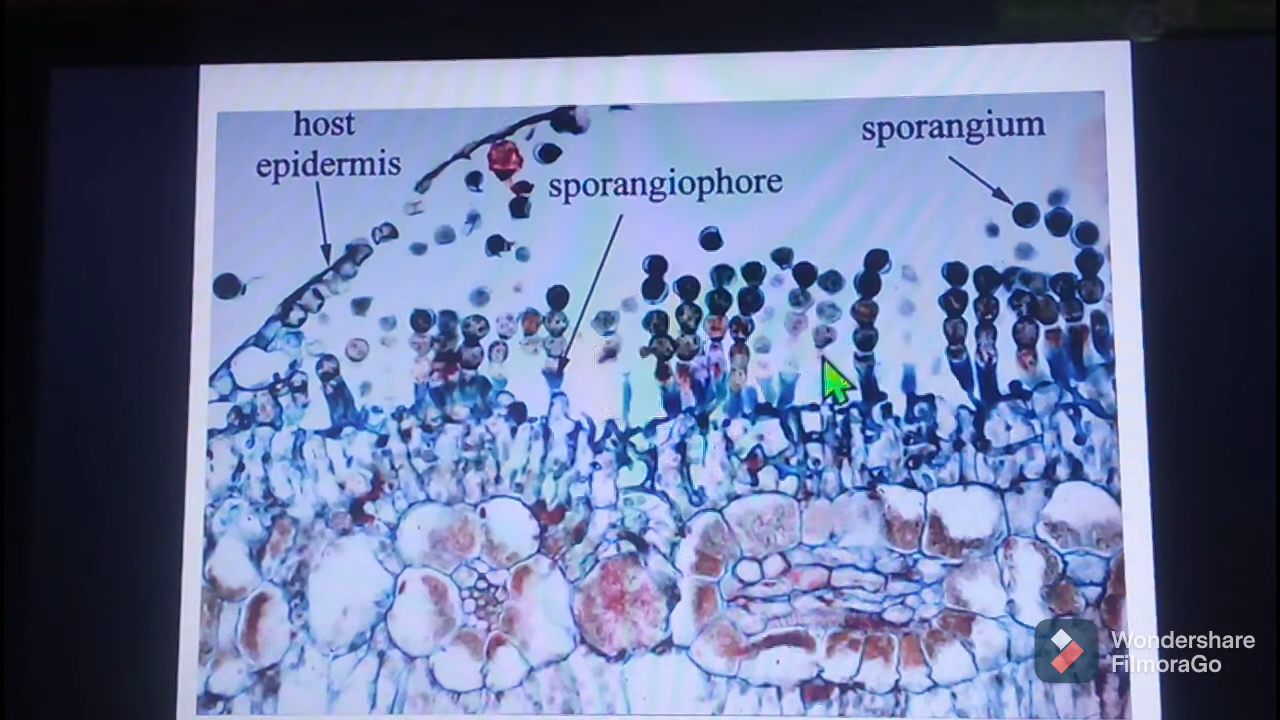 host
epidermis
sporangiophore
sporangium
Wondershare
FilmoraGo